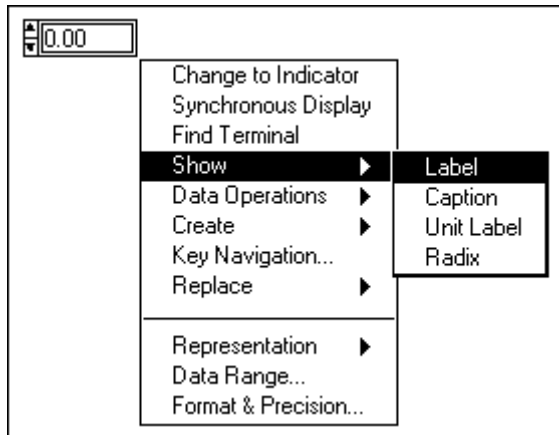 0.00
Change to Indicator
Synchronous Display
Find Terminal
Show
Label
Data Operations
Caption
Create
Unit Label
Key Navigation...
Radix
Replace
Representation
Data Range...
Format & Precision...